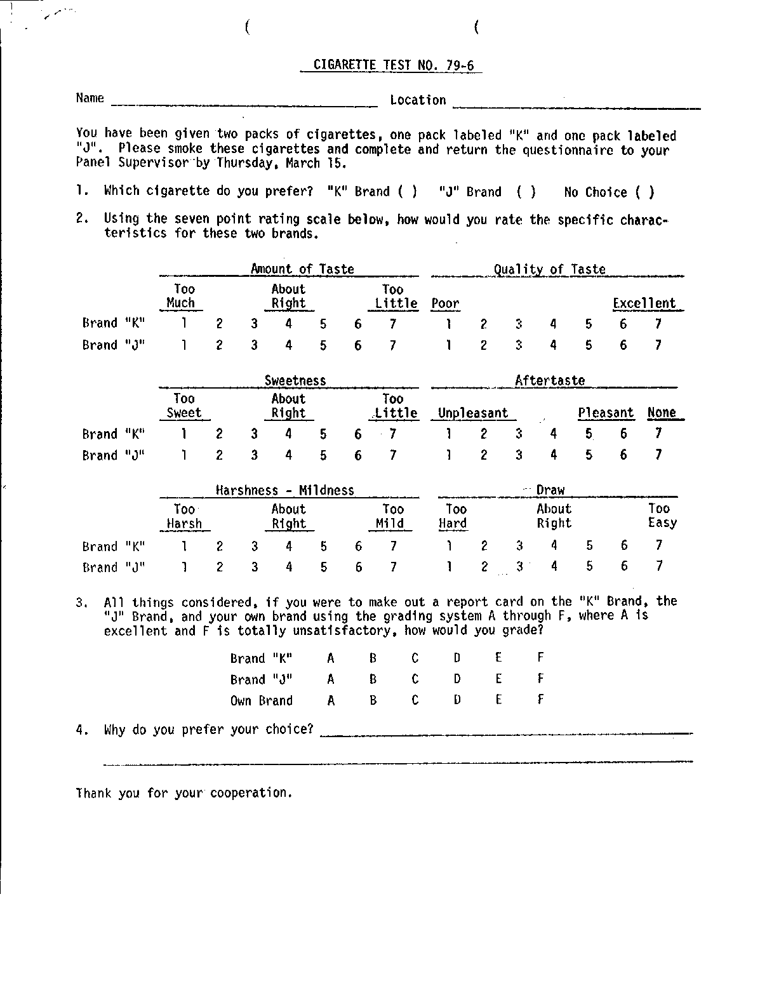 CIGARETTE TEST NO. 79-6
Name Location
You have been given two packs of cigarettes, one pack labeled "K" and one pack labeled
"J". Please smoke these cigarettes and complete and return the questionnaire to your
Panel Supervisor by Thursday, March 15.
1. Which cigarette do you prefer? "K" Brand ( ) "J" Brand ( ) No Choice ( )
2. Using the seven point rating scale below, how would you rate the specific charac-
teristics for these two brands.
Amount of Taste Quality of Taste
Too About Too
Much Right Little Poor Excellent
Brand "K" 1 2 3 4 5 6 7 1 2 3 4 5 6 7
Brand "J" 1 2 3 4 5 6 7 1 2 3 4 5 6 7
Sweetness Aftertaste
Too About Too
Sweet Right Little Unpleasant Pleasant None
Brand "K" 1 2 3 4 5 6 7 1 2 3 4 5 6 7
Brand "J" 1 2 3 4 5 6 7 1 2 3 4 5 6 7
Harshness - Mildness Draw
Too About Too Too About Too
Harsh Right Mild Hard Right Easy
Brand "K" 1 2 3 4 5 6 7 1 2 3 4 5 6 7
Brand "J" 1 2 3 4 5 6 7 1 2 3 4 5 6 7
3. All things considered, if you were to make out a report card on the "K" Brand, the
"J" Brand, and your own brand using the grading system A through F, where A is
excellent and F is totally unsatisfactory, how would you grade?
Brand "K" A B C D E F
Brand "J" A B C D E F
Own Brand A B C D E F
4. Why do you prefer your choice?
Thank you for your cooperation.